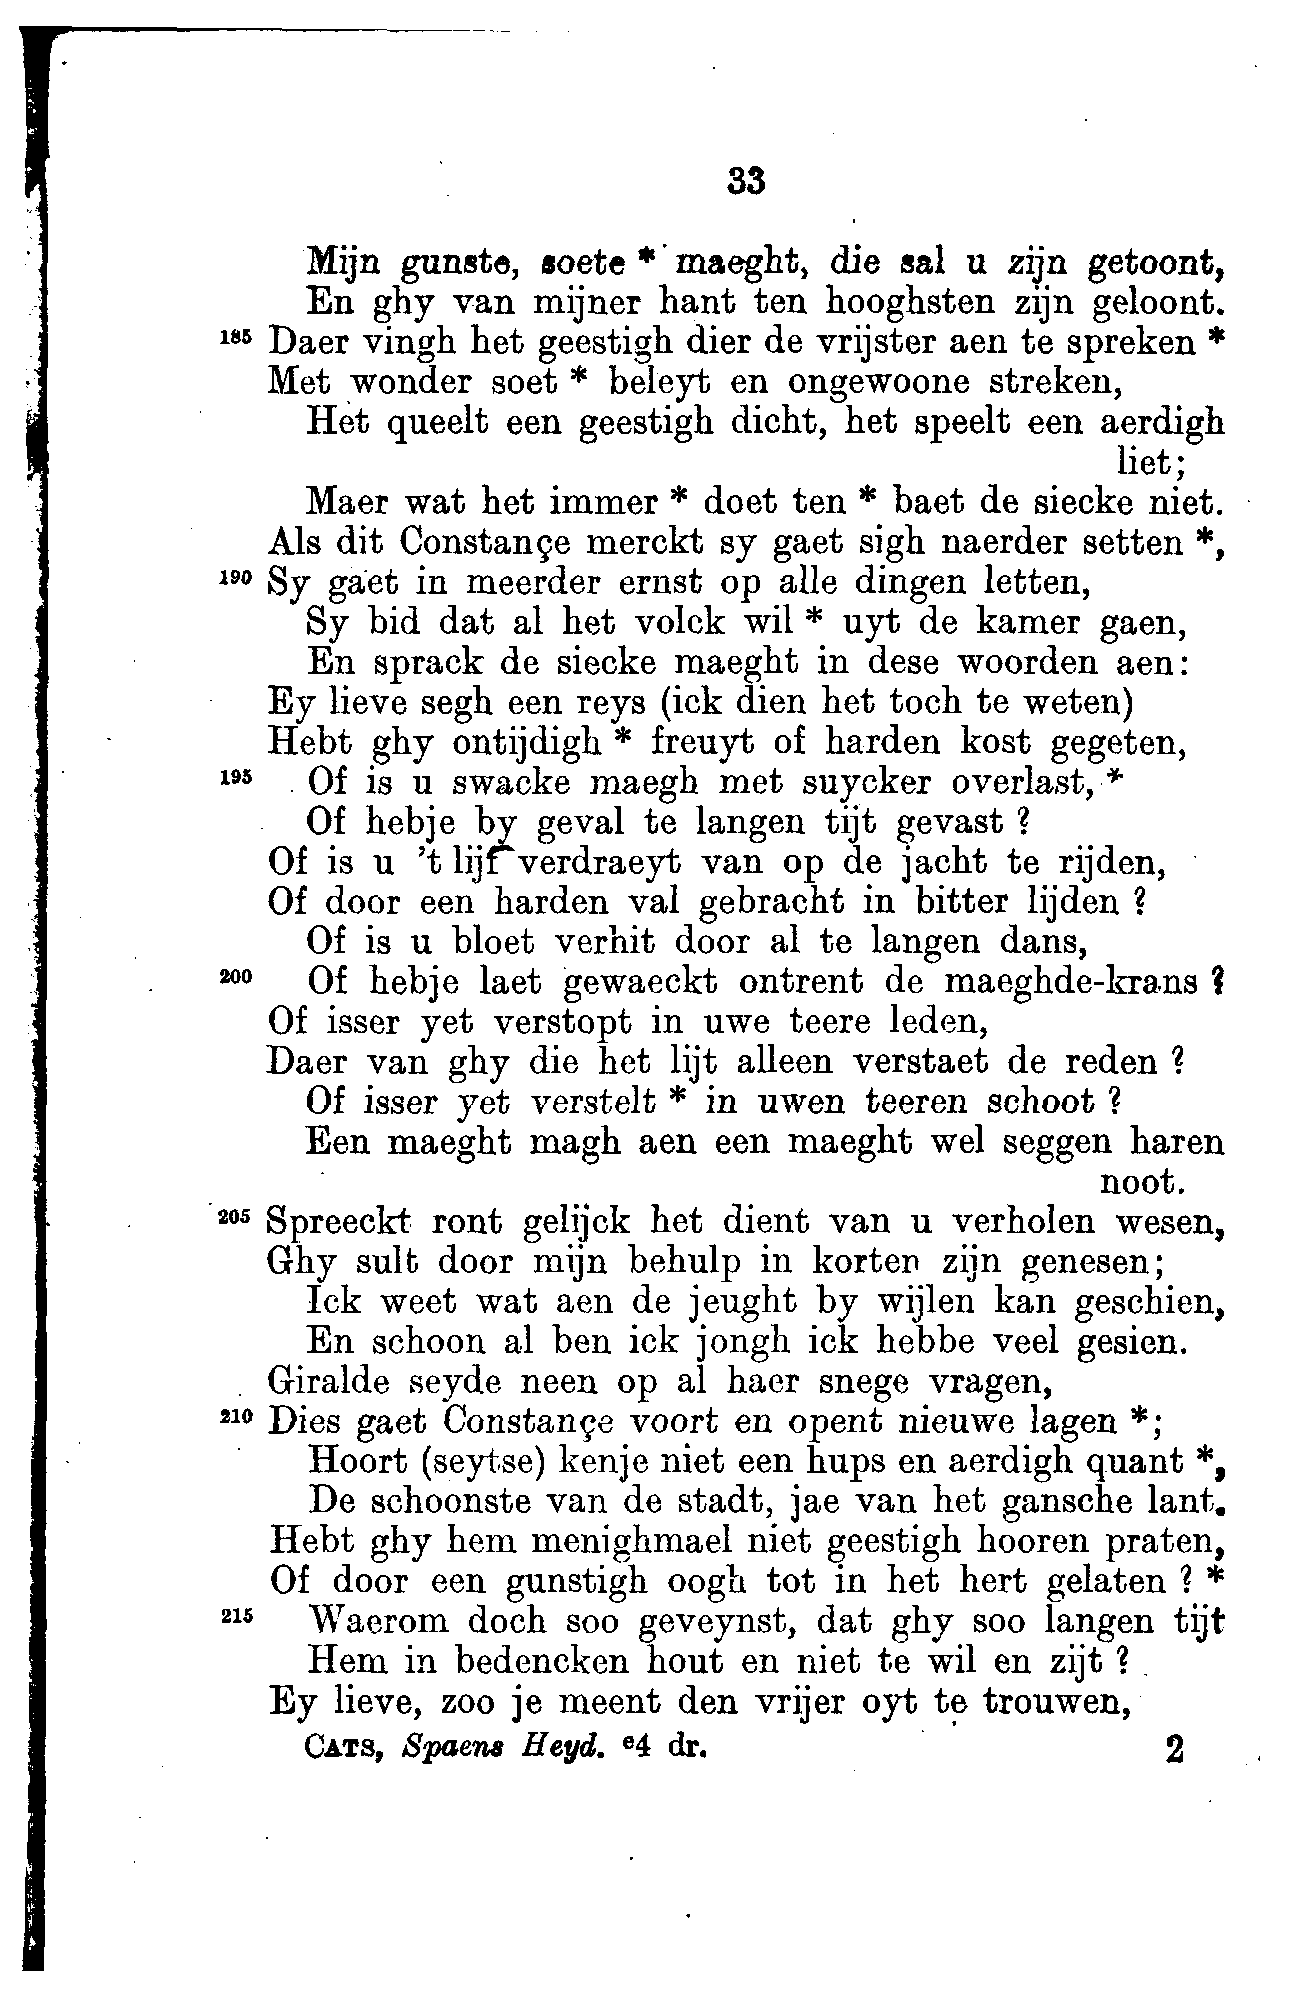 33
Mijn gunste, soete * maeght, die sal u zijn getoont,
En ghy van mijner hant ten hooghsten zijn geloont.
185 Daer vingh het geestigh dier de vrijster aen te spreken *
Met wonder soet * beleyt en ongewoone streken,
Het queelt een geestigh dicht, het speelt een aerdigh
liet;
Maer wat het immer * doet ten * baet de siecke niet.
Als dit Constançe merckt sy gaet sigh naerder setten *,
190 Sy gaet in meerder ernst op alle dingen letten,
Sy bid dat al het volck wil * uyt de kamer gaen,
En sprack de siecke maeght in dese woorden aen:
Ey lieve segh een reys (ick dien het toch te weten)
Hebt ghy ontijdigh * freuyt of harden kost gegeten,
195 Of is u swacke maegh met suycker overlast, *
Of hebje by geval te langen tijt gevast ?
Of is u 't lijf verdraeyt van op de jacht te rijden,
Of door een harden val gebracht in bitter lijden ?
Of is u bloet verhit door al te langen dans,
200 Of hebje laet gewaeckt ontrent de maeghde-krans ?
Of isser yet verstopt in uwe teere leden,
Daer van ghy die het lijt alleen verstaet de reden ?
Of isser yet verstelt * in uwen teeren schoot ?
Een maeght magh aen een maeght wel seggen haren
noot.
205 Spreeckt ront gelijck het dient van u verholen wesen,
Ghy sult door mijn behulp in korten zijn genesen;
Ick weet wat aen de jeught by wijlen kan geschien,
En schoon al ben ick jongh ick hebbe veel gesien.
Giralde seyde neen op al haer snege vragen,
210 Dies gaet Constançe voort en opent nieuwe lagen *;
Hoort (seytse) kenje niet een hups en aerdigh quant *,
De schoonste van de stadt, jae van het gansche lant.
Hebt ghy hem menighmael niet geestigh hooren praten,
Of door een gunstigh oogh tot in het hert gelaten ? *
215 Waerom doch soo geveynst, dat ghy soo langen tijt
Hem in bedencken hout en niet te wil en zijt ?
Ey lieve, zoo je meent den vrijer oyt te trouwen,
CATS, Spaens Heyd. e4 dr. 2